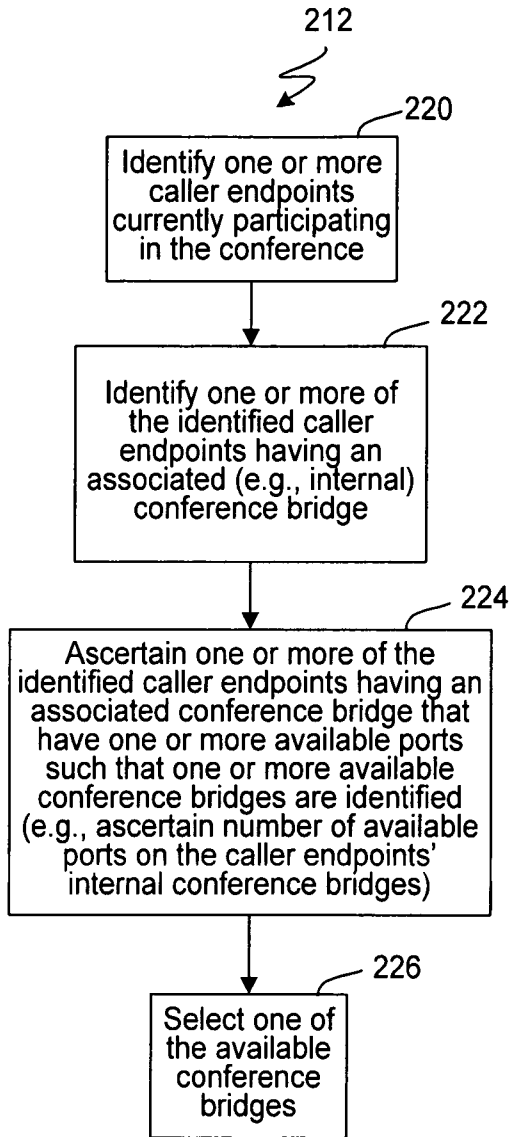 212
220
Identify one or more
caller endpoints
currently participating
in the conference
222
Identify one or more of
the identified caller
endpoints having an
associated (e.g., internal)
conference bridge
224
Ascertain one or more of the
identified caller endpoints having an
associated conference bridge that
have one or more available ports
such that one or more available
conference bridges are identified
(e.g., ascertain number of available
ports on the caller endpoints'
internal conference bridges)
226
Select one of
the available
conference
bridges